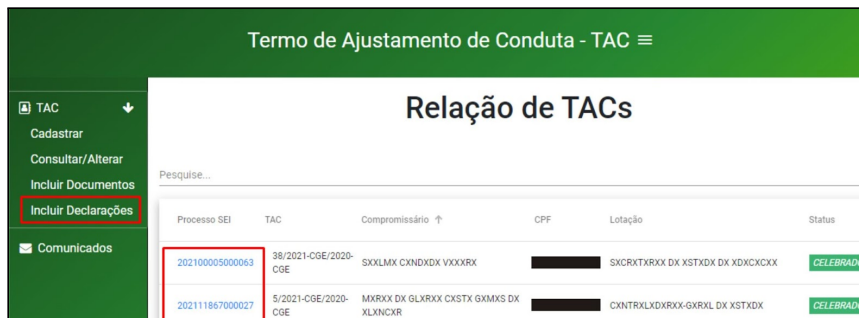 Termo de Ajustamento de Conduta - TAC
TAC
Cadastrar
Consultar/Alterar
Incluir Documentos
Incluir Declarações
Comunicados
Relação de TACs
Pesquise...
Processo SEI TAC Compromissário CPF Lotação Status
202100005000063 38/2021-CGE/2020-CGE SXXLMX CXNDXDX VXXXRX SXCRXTXRXX DX XSTXDX DX XDXCXCXX CELEBRADO
202111867000027 5/2021-CGE/2020-CGE MXRXX DX GLXRXX CXSTX GXMXS DX XLXNCXR CXNTRXLXDXRXX-GXRXL DX XSTXDX CELEBRADO